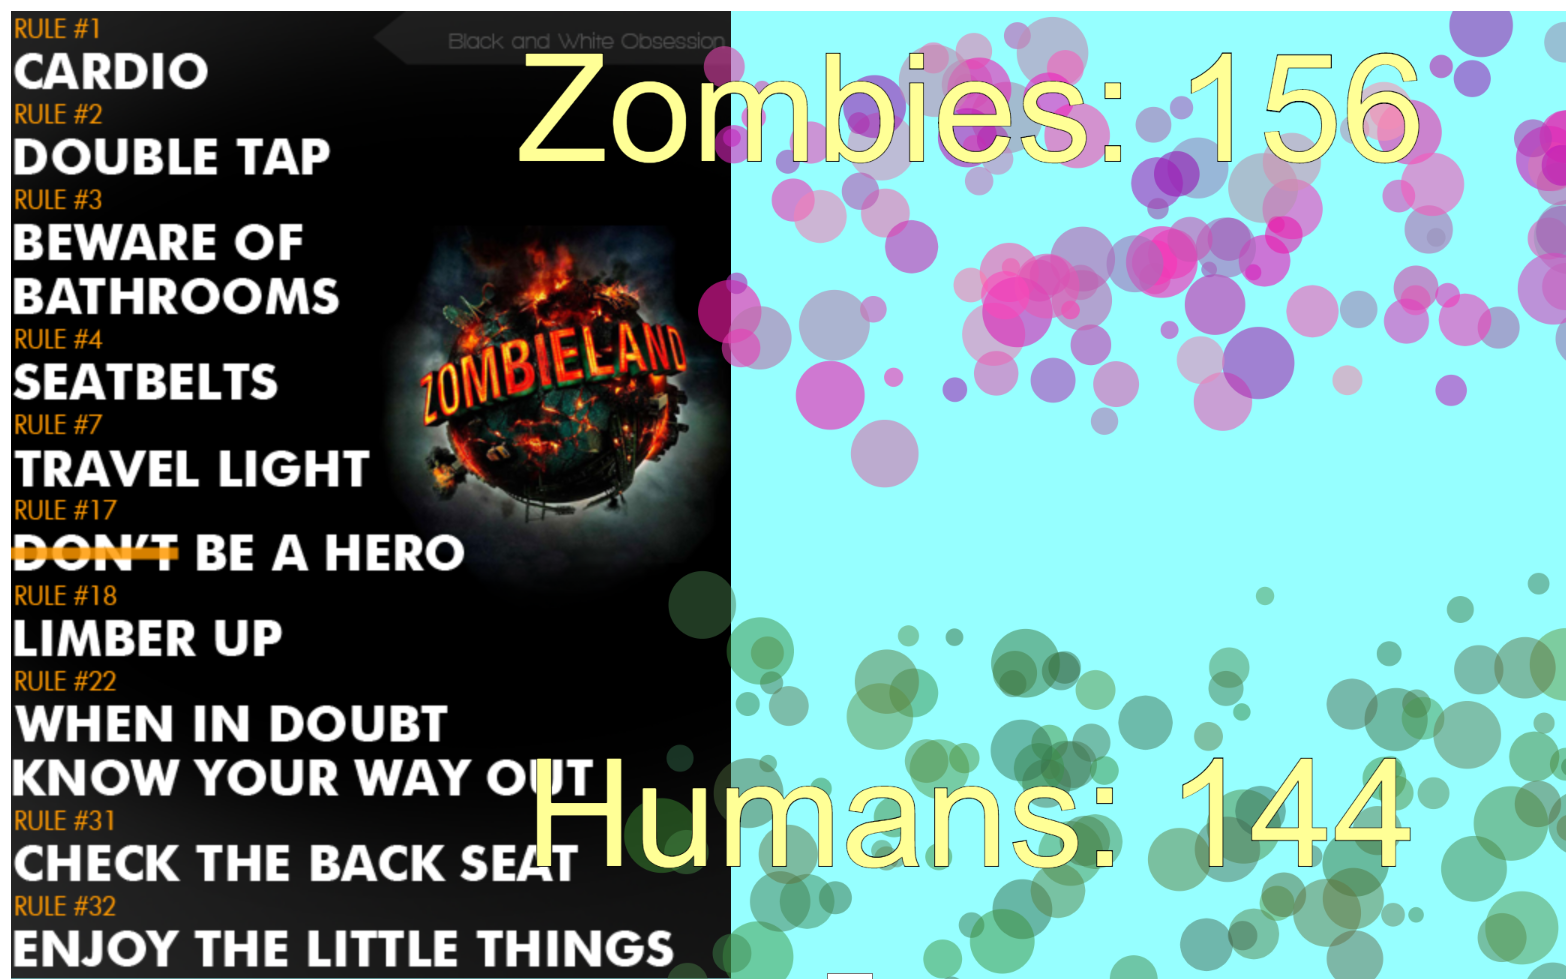 RULE #1
CARDIO
RULE #2
DOUBLE TAP
RULE #3
BEWARE OF
BATHROOMS
RULE #4
SEATBELTS
RULE #7
TRAVEL LIGHT
RULE #17
DON'T BE A HERO
RULE #18
LIMBER UP
RULE #22
WHEN IN DOUBT
KNOW YOUR WAY OUT
RULE #31
CHECK THE BACK SEAT
RULE #32
ENJOY THE LITTLE THINGS
Black and White Obsession
ZOMBIELAND
Zombies: 156
Humans: 144